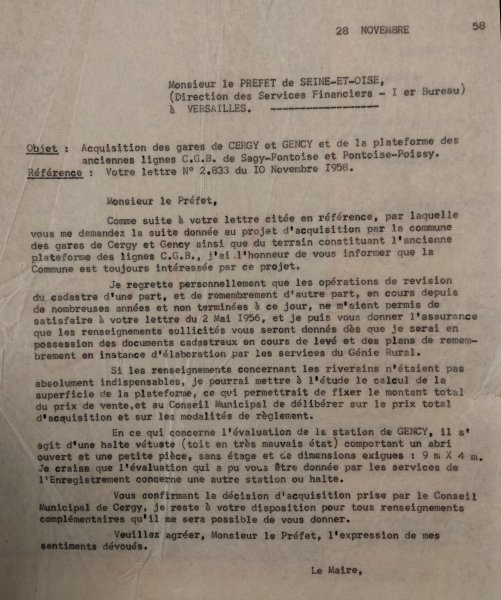 28 NOVEMBRE 58
Monsieur le PREFET de SEINE-ET-OISE,
(Direction des Services Financiers - I er Bureau)
à VERSAILLES. -----------------
Objet : Acquisition des gares de CERGY et GENCY et de la plateforme des
anciennes lignes C.G.B. de Sagy-Pontoise et Pontoise-Poissy.
Référence : Votre lettre N° 2.833 du IO Novembre I958.
Monsieur le Préfet,
Comme suite à votre lettre citée en référence, par laquelle
vous me demandez la suite donnée au projet d'acquisition par la commune
des gares de Cergy et Gency ainsi que du terrain constituant l'ancienne
plateforme des lignes C.G.B., j'ai l'honneur de vous informer que la
Commune est toujours intéressée par ce projet.
Je regrette personnellement que les opérations de revision
du cadastre d'une part, et de romembrement d'autre part, en cours depuis
de nombreuses années et non terminées à ce jour, ne m'aient permis de
satisfaire à votre lettre du 2 Mai I956, et je puis vous donner l'assurance
que les renseignements sollicités vous seront donnés dès que je serai en
possession des documents cadastraux en cours de levé et des plans de remem-
brement en instance d'élaboration par les services du Génie Rural.
Si les renseignements concernant les riverains n'étaient pas
absolument indispensables, je pourrai mettre à l'étude le calcul de la
superficie de la plateforme, ce qui permettrait de fixer le montant total
du prix de vente,et au Conseil Municipal de délibérer sur le prix total
d'acquisition et sur les modalités de règlement.
En ce qui concerne l'évaluation de la station de GENCY, il s'
agit d'une halte vétuste (toit en très mauvais état) comportant un abri
ouvert et une petite pièce, sans étage et de dimensions exigues : 9 m X 4 m.
Je crains que l'évaluation qui a pu vous être donnée par les services de
l'Enregistrement concerne une autre station ou halte.
Vous confirmant la décision d'acquisition prise par le Conseil
Municipal de Cergy, je reste à votre disposition pour tous renseignements
complémentaires qu'il me sera possible de vous donner.
Veuillez agréer, Monsieur le Préfet, l'expression de mes
sentiments dévoués.
Le Maire,